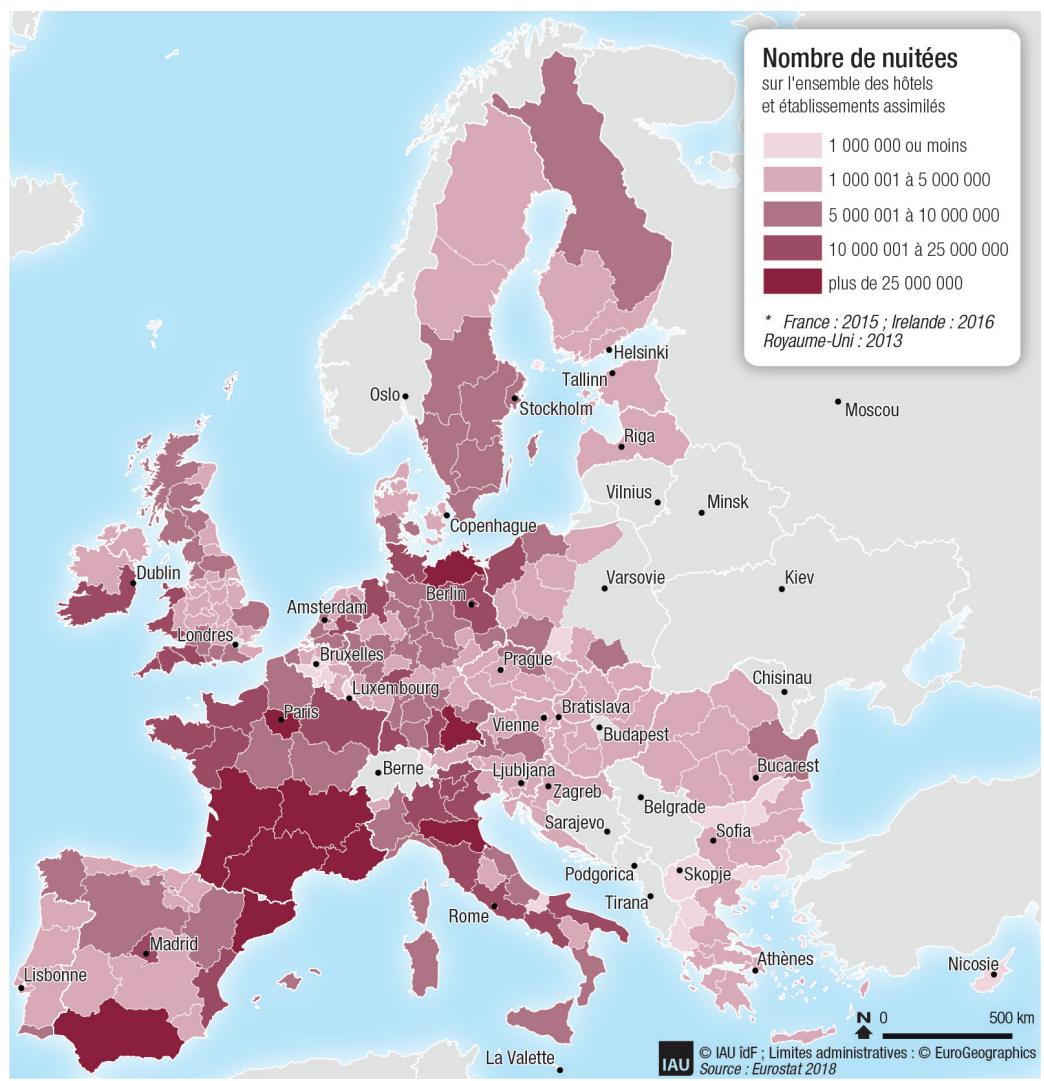 Nombre de nuitées
sur l'ensemble des hôtels
et établissements assimilés
1 000 000 ou moins
1 000 001 à 5 000 000
5 000 001 à 10 000 000
10 000 001 à 25 000 000
plus de 25 000 000
* France : 2015 ; Irelande : 2016
Royaume-Uni : 2013
Helsinki
Tallinn
Oslo
Stockholm
Moscou
Riga
Vilnius
Minsk
Copenhague
Dublin
Varsovie
Kiev
Berlin
Amsterdam
Londres
Bruxelles
Prague
Chisinau
Luxembourg
Paris
Vienne
Bratislava
Budapest
Berne
Ljubljana
Bucarest
Zagreb
Belgrade
Sarajevo
Sofia
Podgorica
Skopje
Tirana
Rome
Madrid
Athènes
Nicosie
Lisbonne
N 0 500 km
La Valette
IAU
© IAU îdF ; Limites administratives : © EuroGeographics
Source : Eurostat 2018